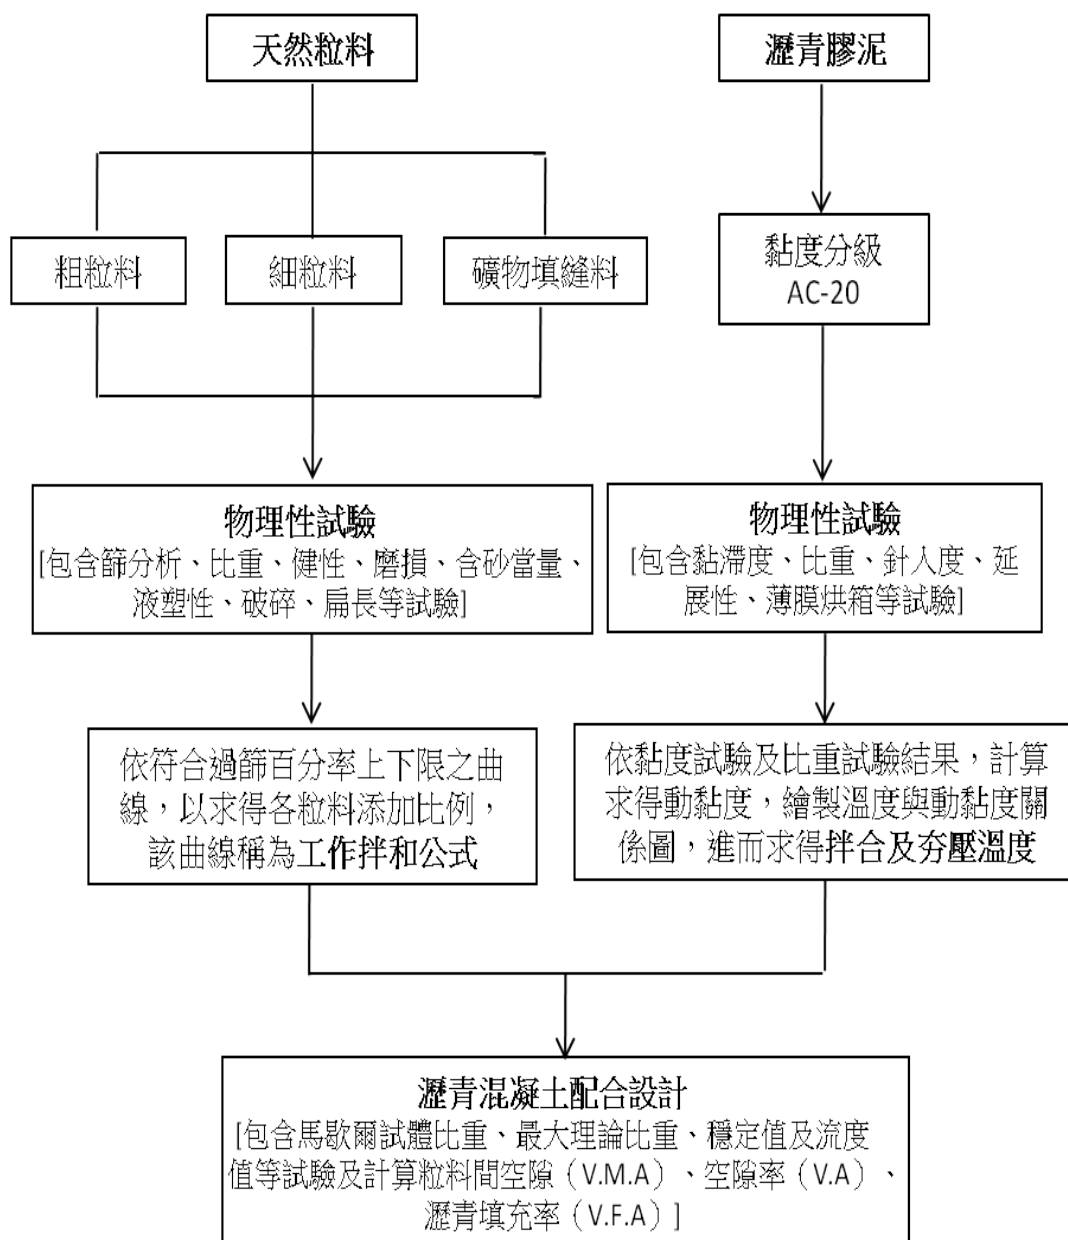 天然粒料
瀝青膠泥
粗粒料
細粒料
礦物填縫料
黏度分級
AC-20
物理性試驗
[包含篩分析、比重、健性、磨損、含砂當量、
液塑性、破碎、扁長等試驗]
物理性試驗
[包含黏滯度、比重、針入度、延
展性、薄膜烘箱等試驗]
依符合過篩百分率上下限之曲
線，以求得各粒料添加比例，
該曲線稱為工作拌和公式
依黏度試驗及比重試驗結果，計算
求得動黏度，繪製溫度與動黏度關
係圖，進而求得拌合及夯壓溫度
瀝青混凝土配合設計
[包含馬歇爾試體比重、最大理論比重、穩定值及流度
值等試驗及計算粒料間空隙（V.M.A）、空隙率（V.A）、
瀝青填充率（V.F.A）]